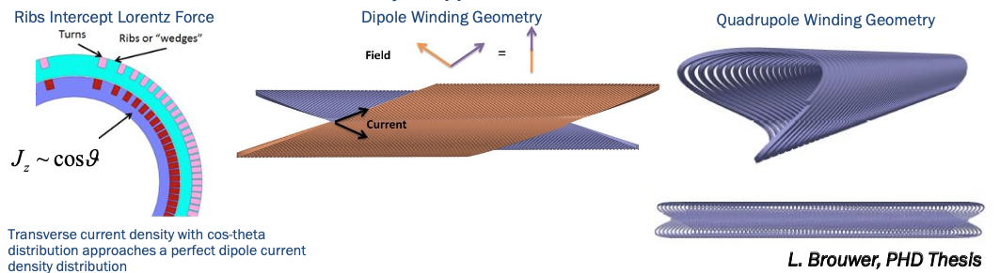 Ribs Intercept Lorentz Force
Turns
Ribs or “wedges”
J_z ~ cosϑ
Transverse current density with cos-theta
distribution approaches a perfect dipole current
density distribution
Dipole Winding Geometry
Field
=
Current
Quadrupole Winding Geometry
L. Brouwer, PHD Thesis